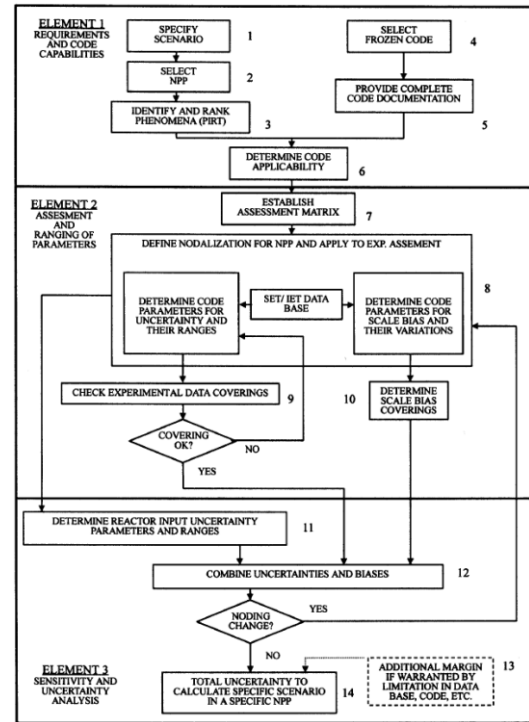 ELEMENT 1
REQUIREMENTS
AND CODE
CAPABILITIES
SPECIFY
SCENARIO
1
SELECT
FROZEN CODE
4
SELECT
NPP
2
IDENTIFY AND RANK
PHENOMENA (PIRT)
3
PROVIDE COMPLETE
CODE DOCUMENTATION
5
DETERMINE CODE
APPLICABILITY
6
ELEMENT 2
ASSESMENT
AND
RANGING OF
PARAMETERS
ESTABLISH
ASSESSMENT MATRIX
7
DEFINE NODALIZATION FOR NPP AND APPLY TO EXP. ASSEMENT
8
DETERMINE CODE
PARAMETERS FOR
UNCERTAINTY AND
THEIR RANGES
SET/ IET DATA
BASE
DETERMINE CODE
PARAMETERS FOR
SCALE BIAS AND
THEIR VARIATIONS
CHECK EXPERIMENTAL DATA COVERINGS
9
10
DETERMINE
SCALE BIAS
COVERINGS
COVERING
OK?
NO
YES
DETERMINE REACTOR INPUT UNCERTAINTY
PARAMETERS AND RANGES
11
COMBINE UNCERTAINTIES AND BIASES
12
NODING
CHANGE?
YES
NO
ELEMENT 3
SENSITIVITY AND
UNCERTAINTY
ANALYSIS
TOTAL UNCERTAINTY TO
CALCULATE SPECIFIC SCENARIO
IN A SPECIFIC NPP
14
ADDITIONAL MARGIN
IF WARRANTED BY
LIMITATION IN DATA
BASE, CODE, ETC.
13